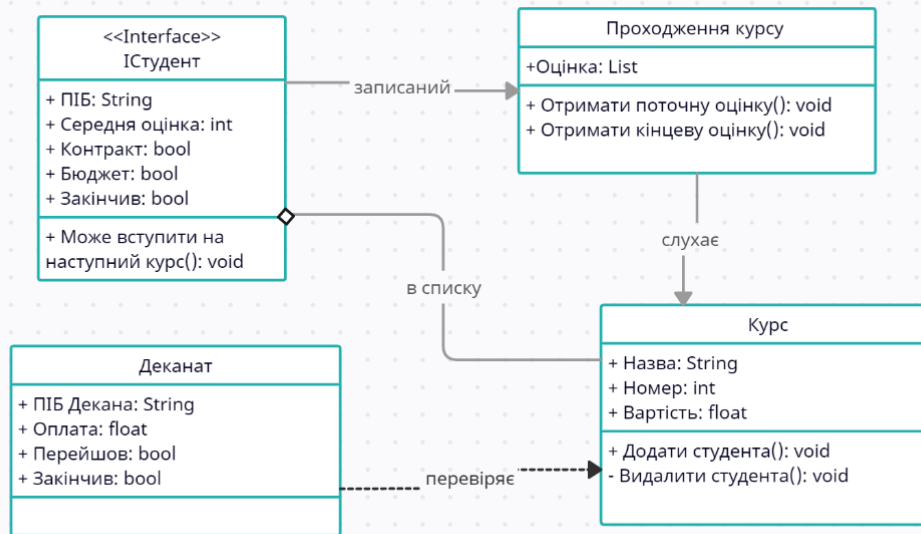 <<Interface>>
ІСтудент
+ ПІБ: String
+ Середня оцінка: int
+ Контракт: bool
+ Бюджет: bool
+ Закінчив: bool
+ Може вступити на
наступний курс(): void
записаний
Проходження курсу
+Оцінка: List
+ Отримати поточну оцінку(): void
+ Отримати кінцеву оцінку(): void
слухає
в списку
Курс
+ Назва: String
+ Номер: int
+ Вартість: float
+ Додати студента(): void
- Видалити студента(): void
Деканат
+ ПІБ Декана: String
+ Оплата: float
+ Перейшов: bool
+ Закінчив: bool
перевіряє